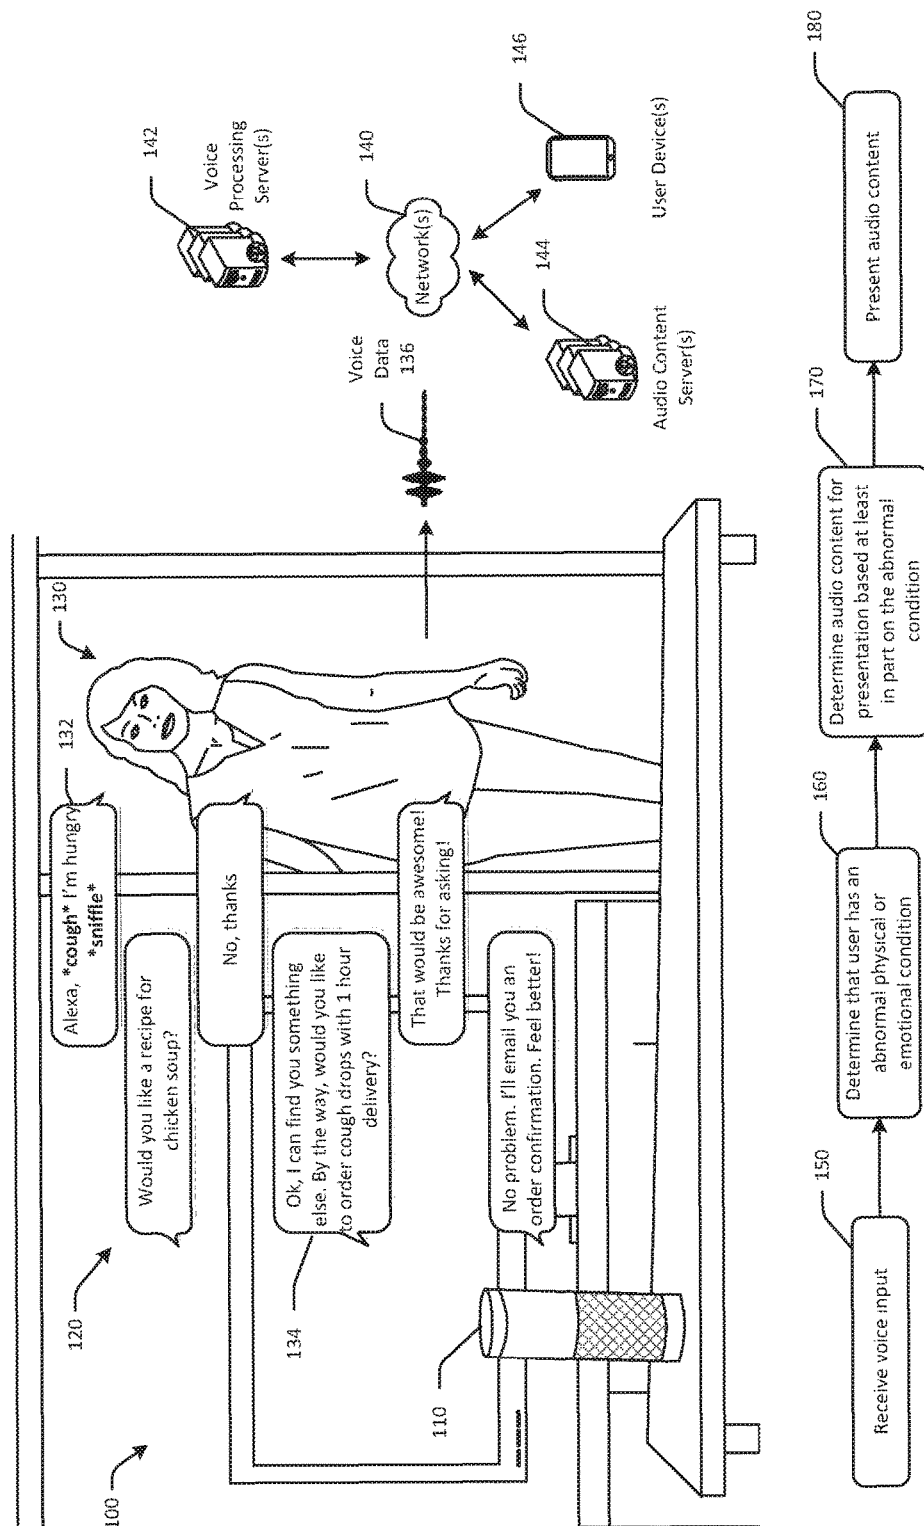 100
120
Alexa, *cough* I'm hungry
*sniffle*
132
130
Would you like a recipe for
chicken soup?
No, thanks
134
Ok, I can find you something
else. By the way, would you like
to order cough drops with 1 hour
delivery?
That would be awesome!
Thanks for asking!
No problem. I'll email you an
order confirmation. Feel better!
110
Voice
Data
136
142
Voice
Processing
Server(s)
140
Network(s)
144
Audio Content
Server(s)
146
User Device(s)
150
Receive voice input
160
Determine that user has an
abnormal physical or
emotional condition
170
Determine audio content for
presentation based at least
in part on the abnormal
condition
180
Present audio content